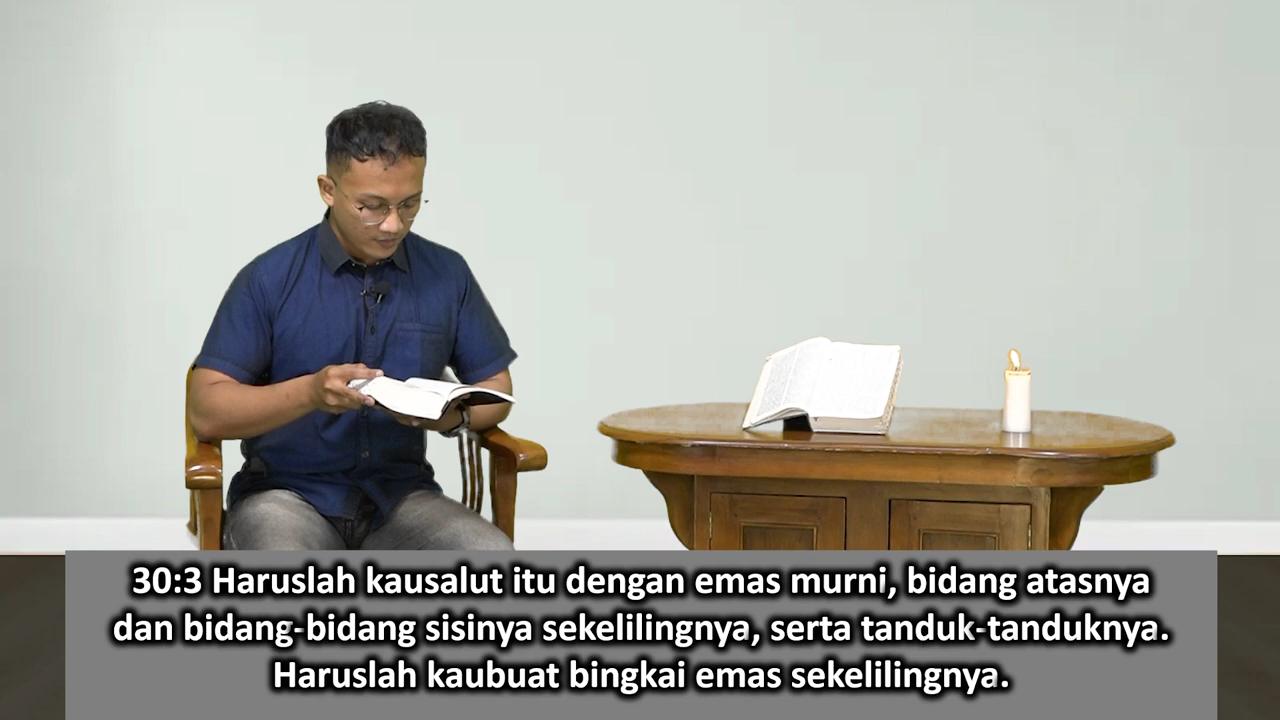 30:3 Haruslah kausalut itu dengan emas murni, bidang atasnya
dan bidang-bidang sisinya sekelilingnya, serta tanduk-tanduknya.
Haruslah kaubuat bingkai emas sekelilingnya.